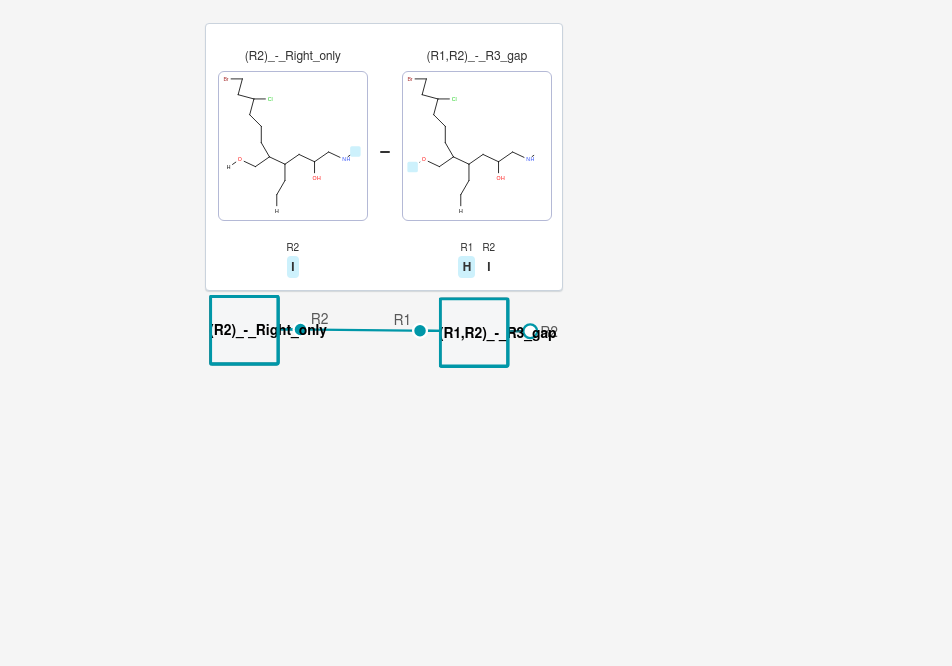 (R2)_-_Right_only (R1,R2)_-_R3_gap
Br Br
Cl Cl
O NH O NH
H
OH OH
H H
R2 R1 R2
I H I
R2 R1
(R2)_-_Right_only (R1,R2)_-_R3_gap R2